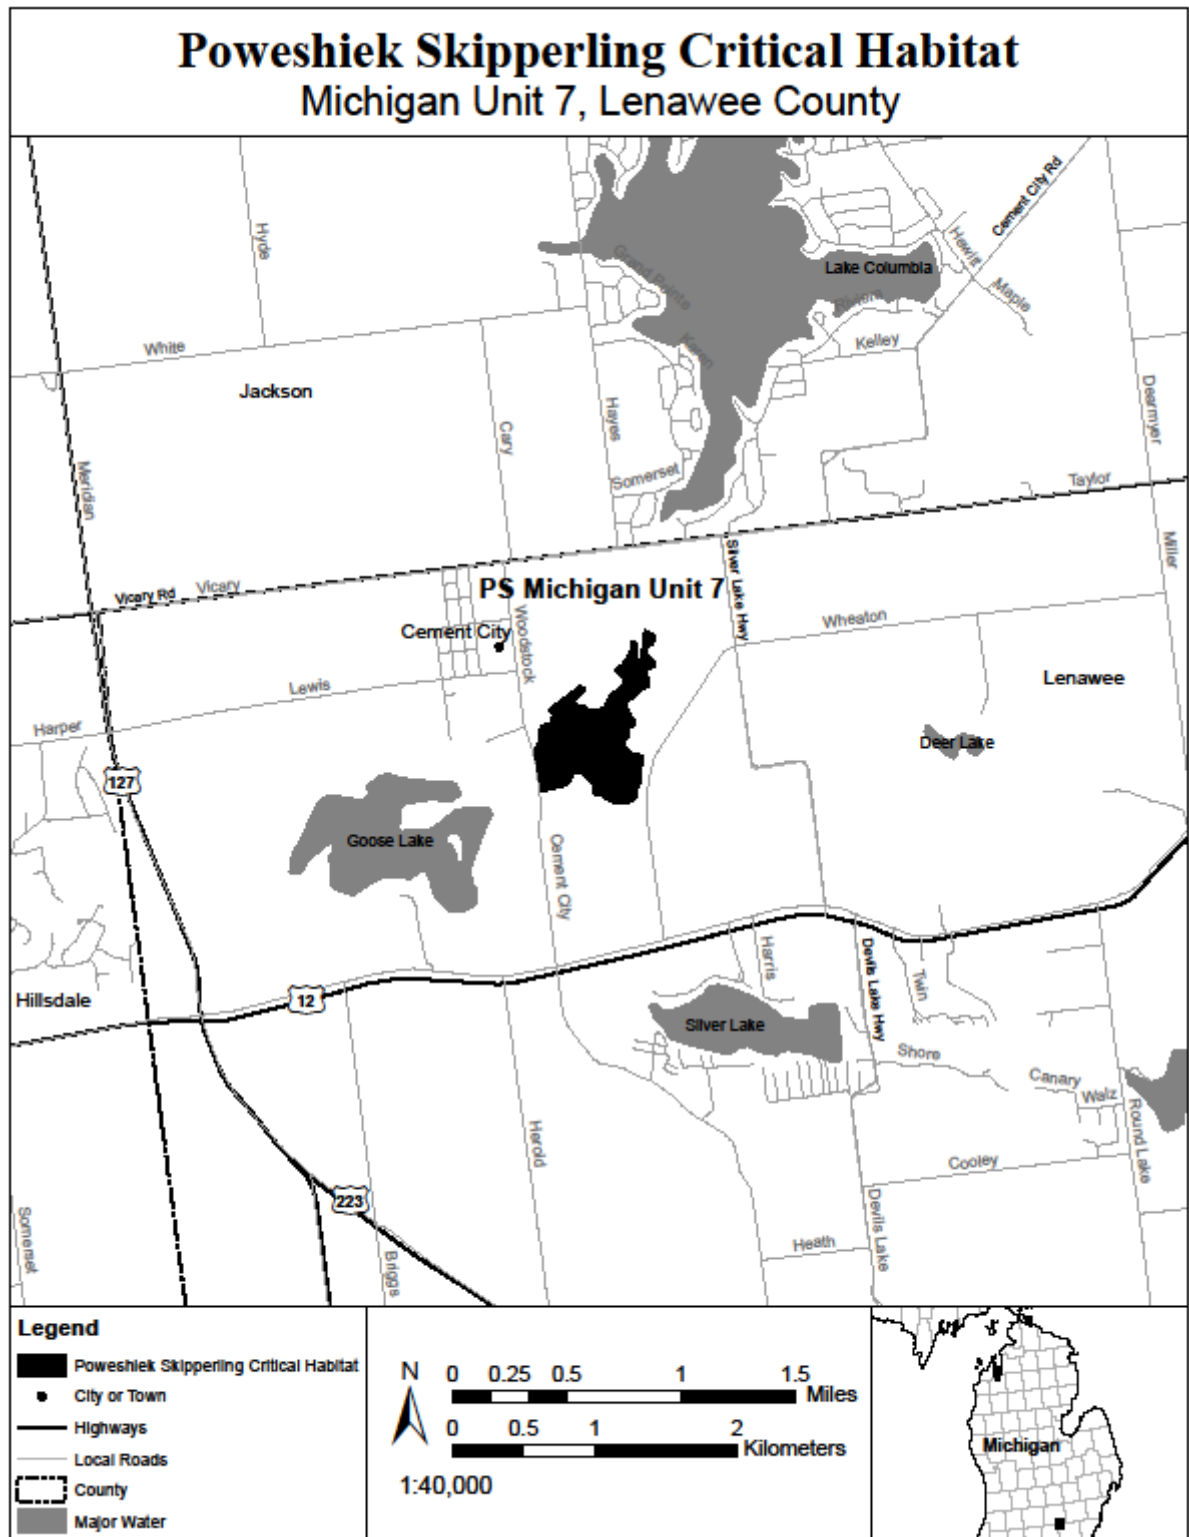 Poweshiek Skipperling Critical Habitat
Michigan Unit 7, Lenawee County
Cement City Rd
Hyde
Hewitt
Grand Pointe
Lake Columbia
Maple
Riviera
White
Karen
Kelley
Jackson
Dearmyer
Hayes
Cary
Meridian
Somerset
Taylor
Miller
Silver Lake Hwy
PS Michigan Unit 7
Vicary Rd
Vicary
Woodstock
Wheaton
Cement City
Lewis
Lenawee
Harper
Deer Lake
127
Goose Lake
Cement City
Harris
Devils Lake Hwy
Twin
Hillsdale
12
Silver Lake
Shore
Canary
Walz
Round Lake
Herold
Cooley
223
Devils Lake
Somerset
Heath
Briggs
Legend
Poweshiek Skipperling Critical Habitat
City or Town
Highways
Local Roads
County
Major Water
N
0 0.25 0.5 1 1.5
Miles
0 0.5 1 2
Kilometers
1:40,000
Michigan